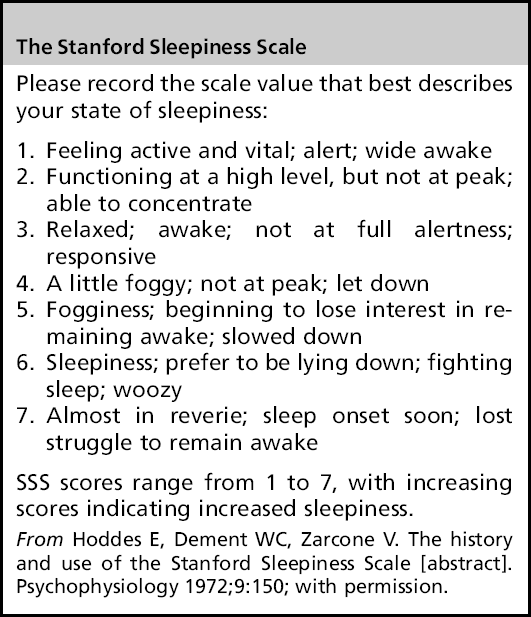 The Stanford Sleepiness Scale
Please record the scale value that best describes
your state of sleepiness:
1. Feeling active and vital; alert; wide awake
2. Functioning at a high level, but not at peak;
able to concentrate
3. Relaxed; awake; not at full alertness;
responsive
4. A little foggy; not at peak; let down
5. Fogginess; beginning to lose interest in re-
maining awake; slowed down
6. Sleepiness; prefer to be lying down; fighting
sleep; woozy
7. Almost in reverie; sleep onset soon; lost
struggle to remain awake
SSS scores range from 1 to 7, with increasing
scores indicating increased sleepiness.
From Hoddes E, Dement WC, Zarcone V. The history
and use of the Stanford Sleepiness Scale [abstract].
Psychophysiology 1972;9:150; with permission.